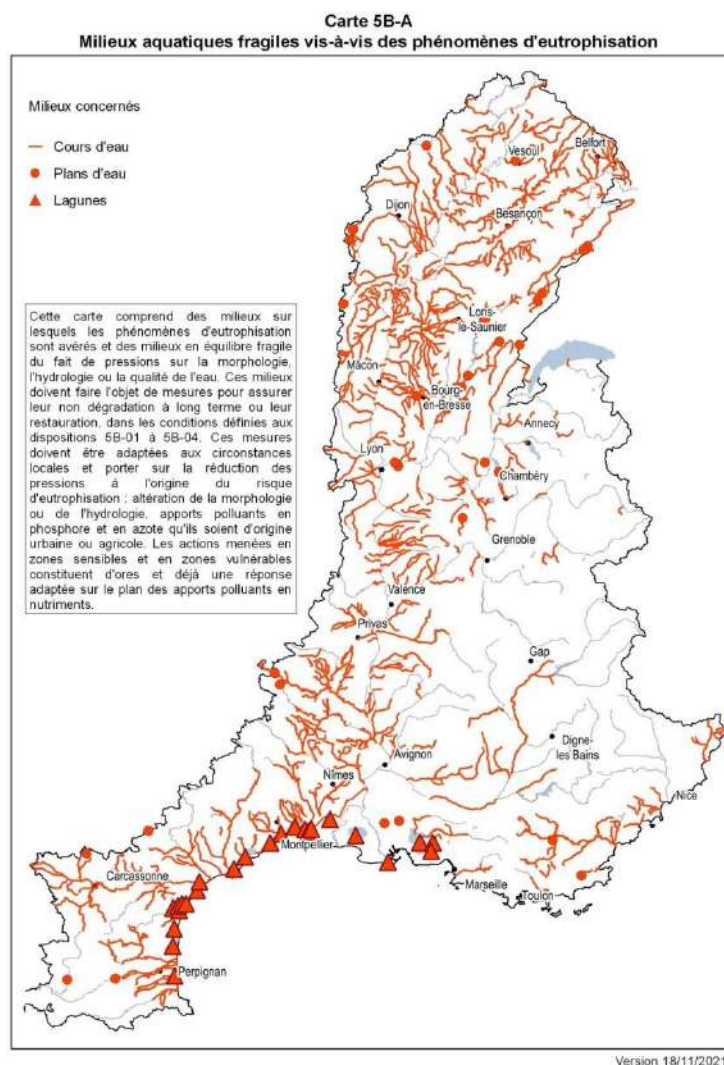 Carte 5B-A
Milieux aquatiques fragiles vis-à-vis des phénomènes d'eutrophisation
Milieux concernés
Cours d'eau
Plans d'eau
Lagunes
Vesoul
Belfort
Dijon
Besançon
Cette carte comprend des milieux sur
lesquels les phénomènes d'eutrophisation
sont avérés et des milieux en équilibre fragile
du fait de pressions sur la morphologie,
l'hydrologie ou la qualité de l'eau. Ces milieux
doivent faire l'objet de mesures pour assurer
leur non dégradation à long terme ou leur
restauration, dans les conditions définies aux
dispositions 5B-01 à 5B-04. Ces mesures
doivent être adaptées aux circonstances
locales et porter sur la réduction des
pressions à l'origine du risque
d'eutrophisation : altération de la morphologie
ou de l'hydrologie, apports polluants en
phosphore et en azote qu'ils soient d'origine
urbaine ou agricole. Les actions menées en
zones sensibles et en zones vulnérables
constituent d'ores et déjà une réponse
adaptée sur le plan des apports polluants en
nutriments.
Lons-
le-Saunier
Mâcon
Bourg-
en-Bresse
Annecy
Lyon
Chambéry
Grenoble
Valence
Privas
Gap
Digne-
les Bains
Avignon
Nîmes
Nice
Montpellier
Carcassonne
Marseille
Toulon
Perpignan
Version 18/11/2021